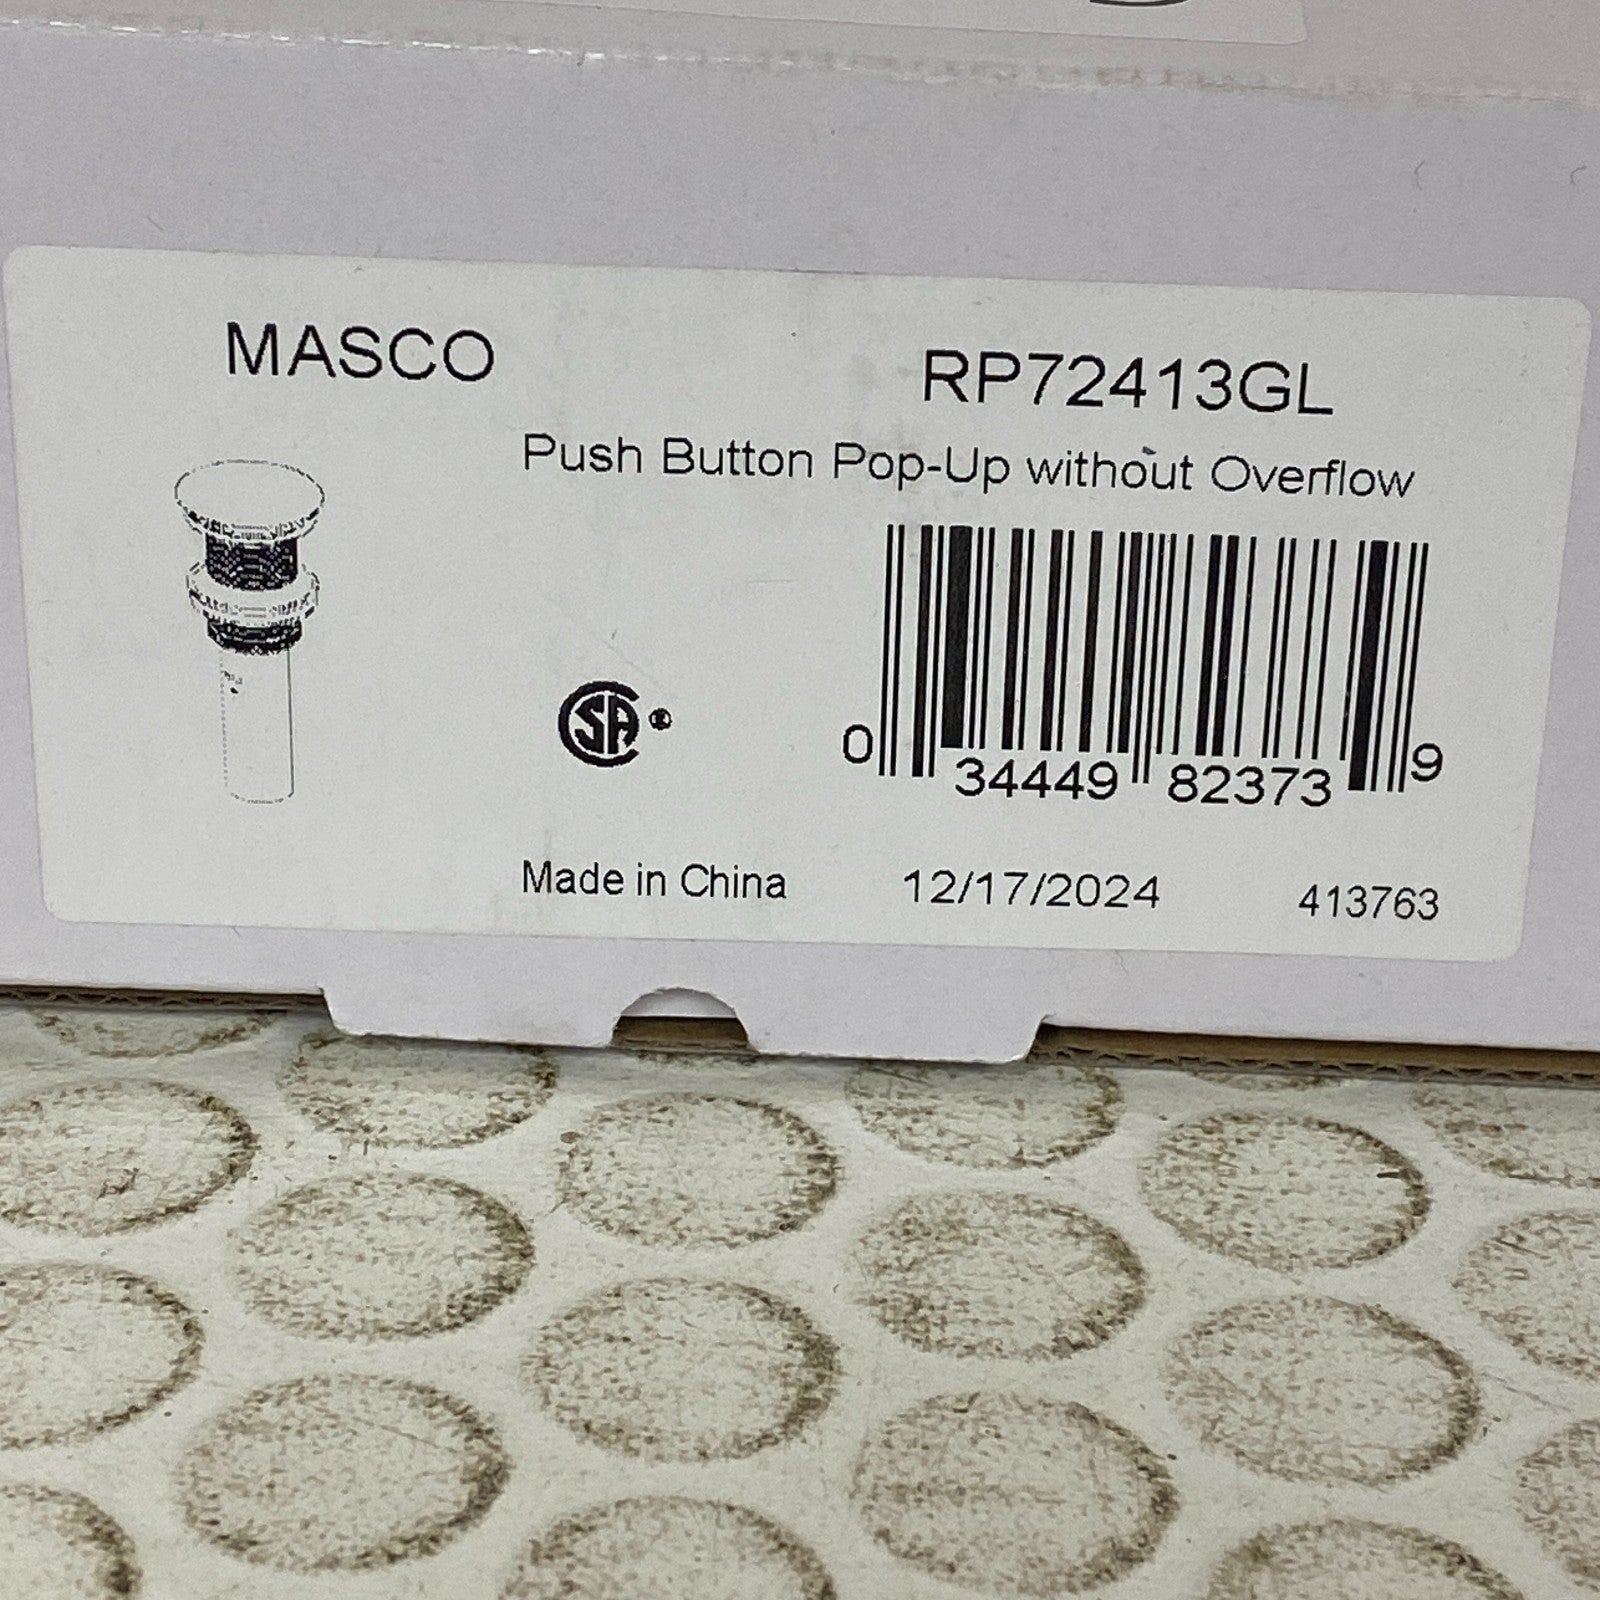 MASCO
RP72413GL
Push Button Pop-Up without Overflow
CSA®
0 34449 82373 9
Made in China 12/17/2024 413763